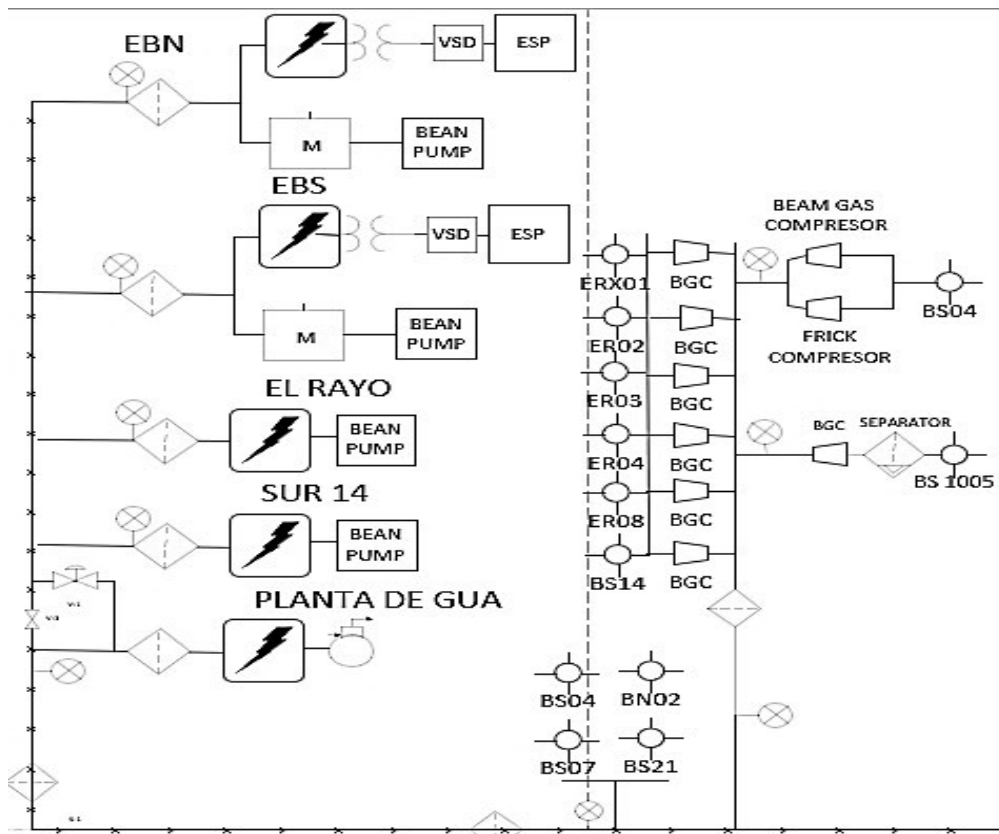 EBN
VSD
ESP
M
BEAN
PUMP
EBS
VSD
ESP
M
BEAN
PUMP
EL RAYO
BEAN
PUMP
SUR 14
BEAN
PUMP
PLANTA DE GUA
ERX01
BGC
ER02
BGC
ER03
BGC
ER04
BGC
ER08
BGC
BS14
BGC
BEAM GAS
COMPRESOR
FRICK
COMPRESOR
BS04
BGC
SEPARATOR
BS 1005
BS04
BN02
BS07
BS21